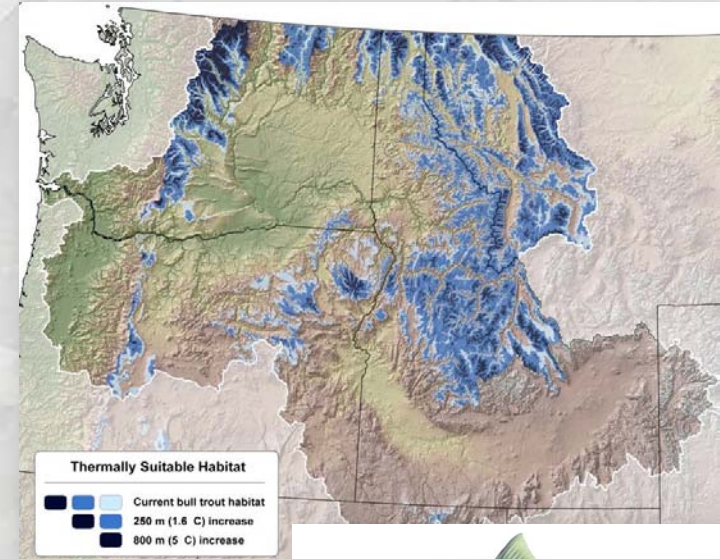 Thermally Suitable Habitat
Current bull trout habitat
250 m (1.6 C) increase
800 m (5 C) increase